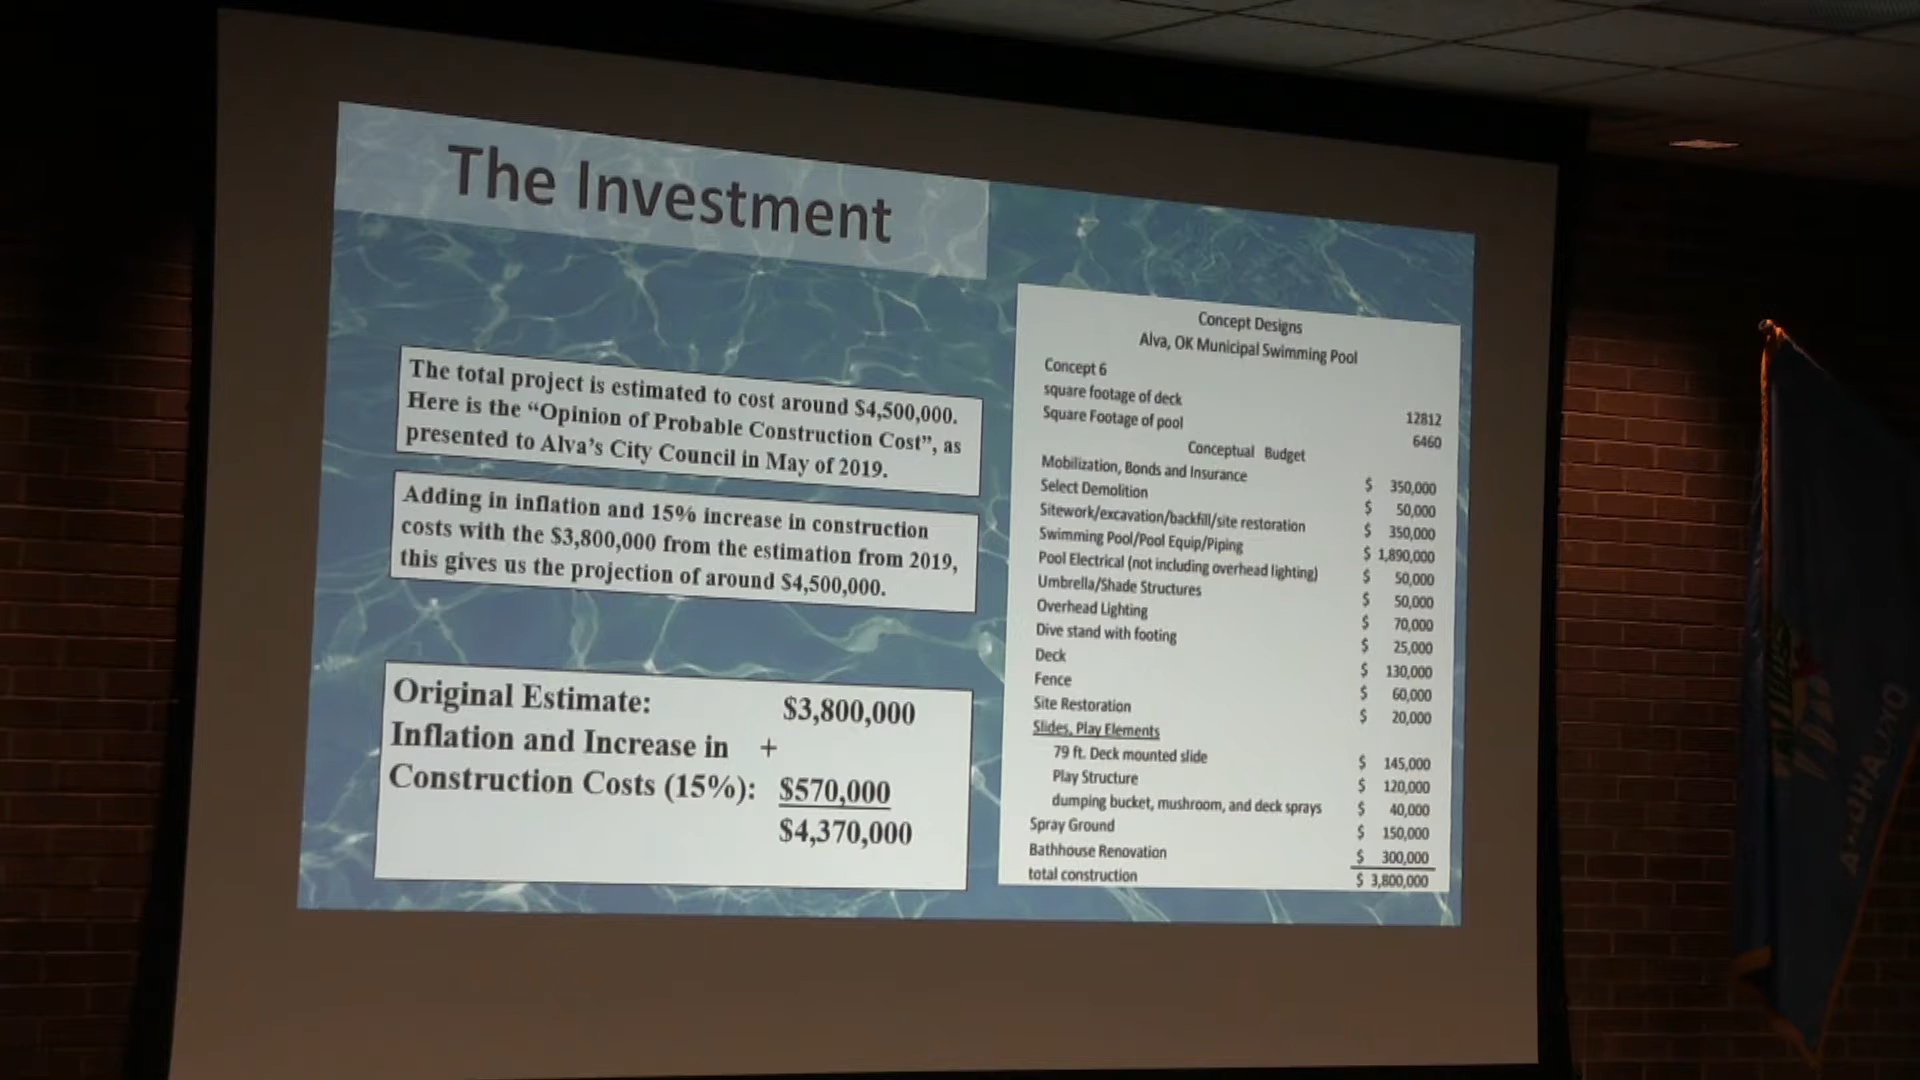 The Investment
The total project is estimated to cost around $4,500,000.
Here is the “Opinion of Probable Construction Cost”, as
presented to Alva’s City Council in May of 2019.
Adding in inflation and 15% increase in construction
costs with the $3,800,000 from the estimation from 2019,
this gives us the projection of around $4,500,000.
Original Estimate: $3,800,000
Inflation and Increase in +
Construction Costs (15%): $570,000
$4,370,000
Concept Designs
Alva, OK Municipal Swimming Pool
Concept 6
square footage of deck 12812
Square Footage of pool 6460
Conceptual Budget
Mobilization, Bonds and Insurance $ 350,000
Select Demolition $ 50,000
Sitework/excavation/backfill/site restoration $ 350,000
Swimming Pool/Pool Equip/Piping $ 1,890,000
Pool Electrical (not including overhead lighting) $ 50,000
Umbrella/Shade Structures $ 50,000
Overhead Lighting $ 70,000
Dive stand with footing $ 25,000
Deck $ 130,000
Fence $ 60,000
Site Restoration $ 20,000
Slides, Play Elements
79 ft. Deck mounted slide $ 145,000
Play Structure $ 120,000
dumping bucket, mushroom, and deck sprays $ 40,000
Spray Ground $ 150,000
Bathhouse Renovation $ 300,000
total construction $ 3,800,000
OKLAHOMA